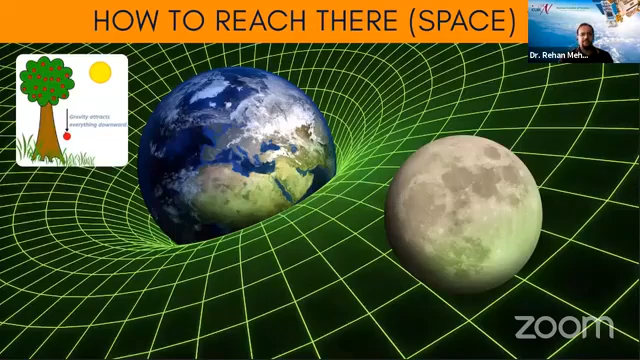 HOW TO REACH THERE (SPACE)
Dr. Rehan Meh...
Gravity attracts
everything downward
zoom